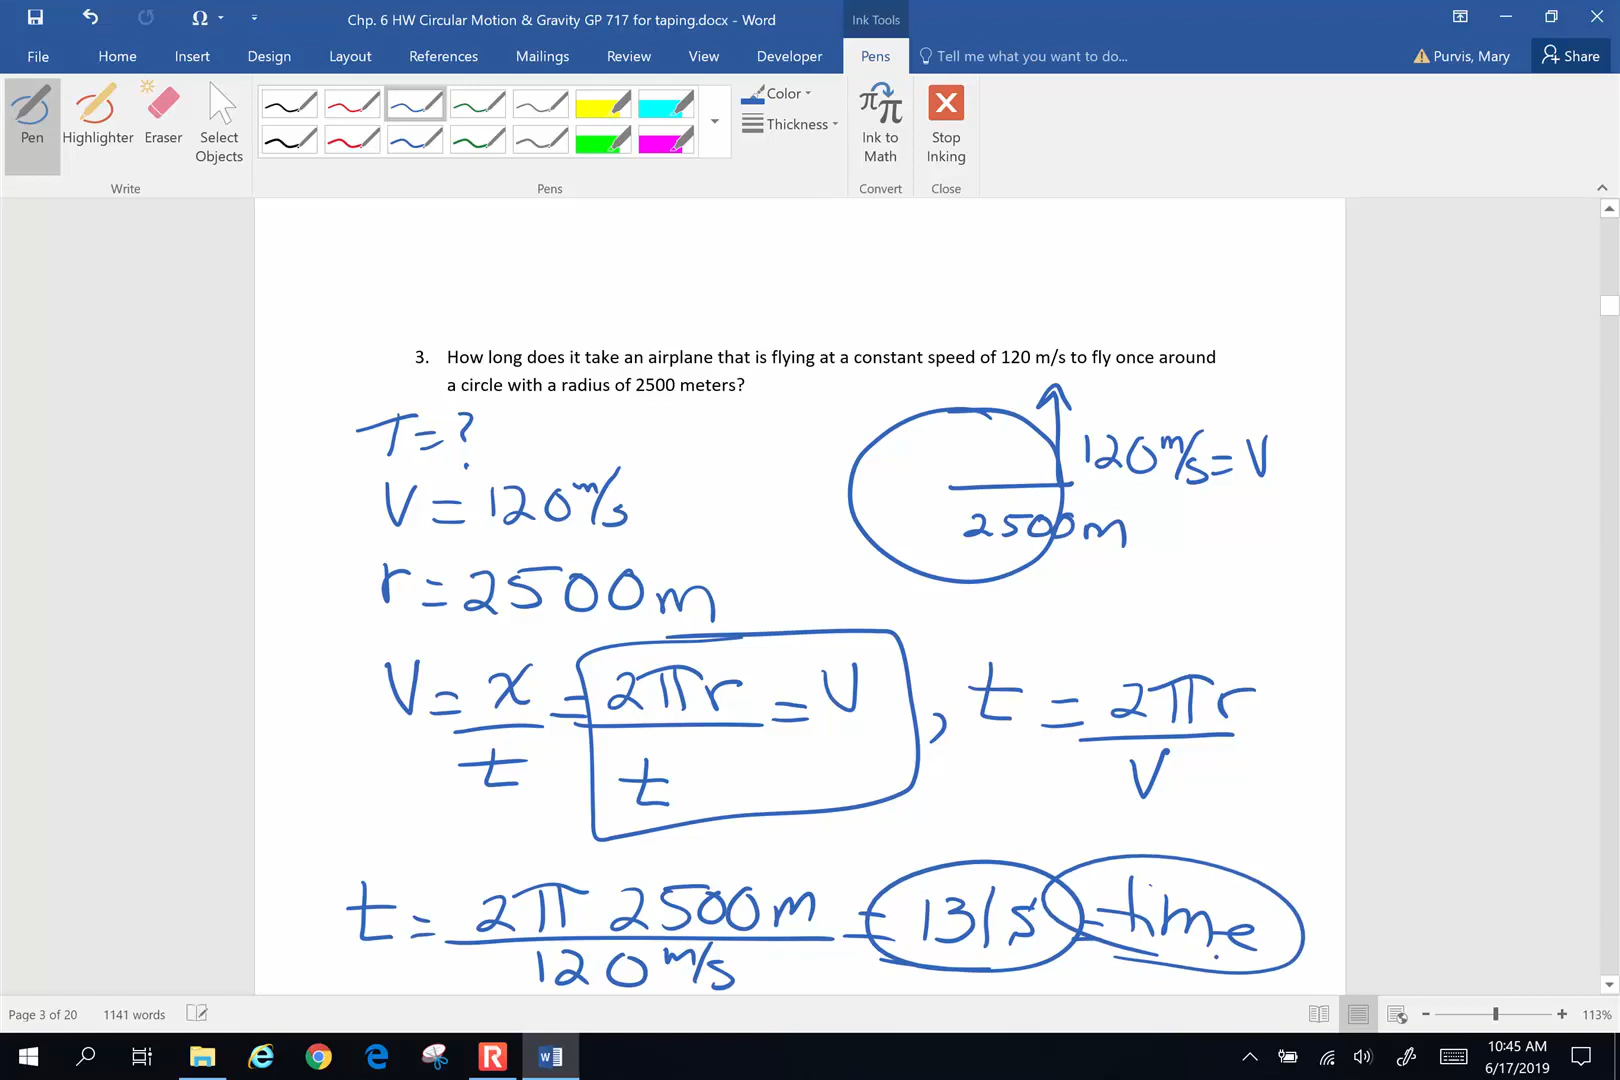 Chp. 6 HW Circular Motion & Gravity GP 717 for taping.docx - Word
Ink Tools
File Home Insert Design Layout References Mailings Review View Developer Pens Tell me what you want to do... Purvis, Mary Share
Pen Highlighter Eraser Select Objects
Color
Thickness
Ink to Math
Stop Inking
Write Pens Convert Close
3. How long does it take an airplane that is flying at a constant speed of 120 m/s to fly once around
a circle with a radius of 2500 meters?
T = ?
120 m/s = V
V = 120 m/s
2500 m
r = 2500 m
V = x/t = 2πr/t = V , t = 2πr/V
t = 2π 2500 m / 120 m/s = 131 s = time
Page 3 of 20 1141 words 113%
10:45 AM
6/17/2019